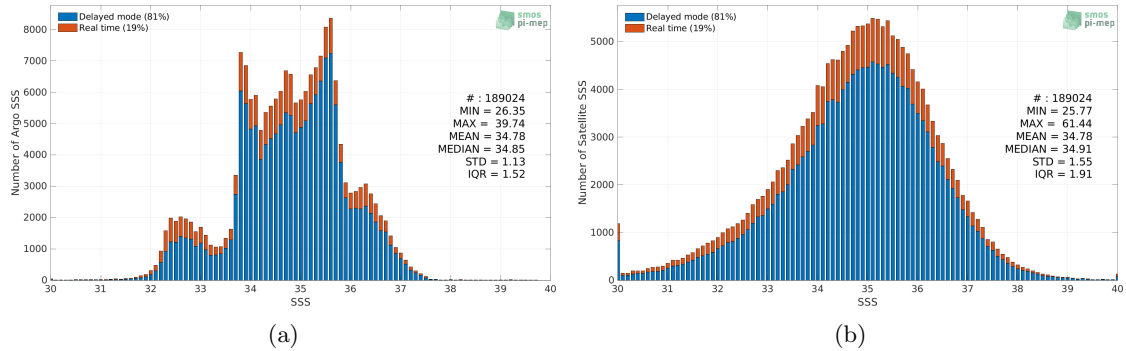 Delayed mode (81%)
Real time (19%)
smos
pi-mep
# : 189024
MIN = 26.35
MAX = 39.74
MEAN = 34.78
MEDIAN = 34.85
STD = 1.13
IQR = 1.52
Number of Argo SSS
8000
7000
6000
5000
4000
3000
2000
1000
0
30 31 32 33 34 35 36 37 38 39 40
SSS
(a)
Delayed mode (81%)
Real time (19%)
smos
pi-mep
# : 189024
MIN = 25.77
MAX = 61.44
MEAN = 34.78
MEDIAN = 34.91
STD = 1.55
IQR = 1.91
Number of Satellite SSS
5000
4000
3000
2000
1000
0
30 31 32 33 34 35 36 37 38 39 40
SSS
(b)